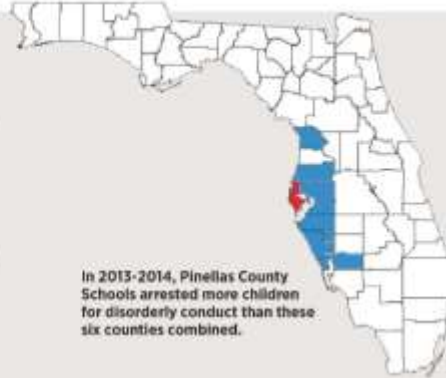 In 2013-2014, Pinellas County
Schools arrested more children
for disorderly conduct than these
six counties combined.